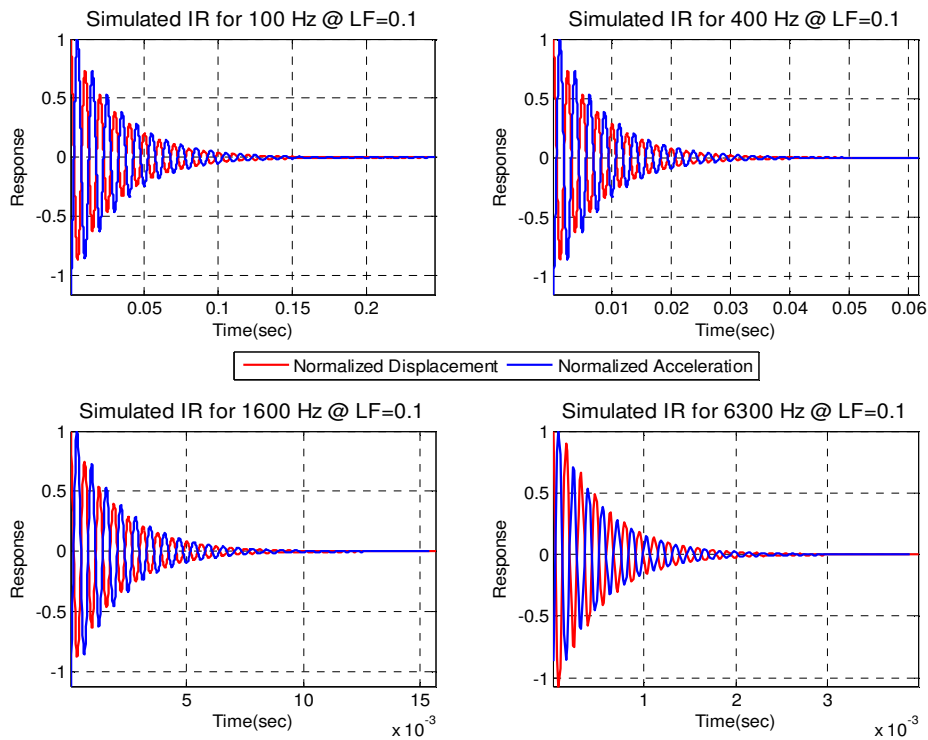 Simulated IR for 100 Hz @ LF=0.1
1
0.5
0
-0.5
-1
Response
0.05
0.1
0.15
0.2
Time(sec)
Simulated IR for 400 Hz @ LF=0.1
1
0.5
0
-0.5
-1
Response
0.01
0.02
0.03
0.04
0.05
0.06
Time(sec)
Normalized Displacement
Normalized Acceleration
Simulated IR for 1600 Hz @ LF=0.1
1
0.5
0
-0.5
-1
Response
5
10
15
Time(sec)
x 10-3
Simulated IR for 6300 Hz @ LF=0.1
1
0.5
0
-0.5
-1
Response
1
2
3
Time(sec)
x 10-3